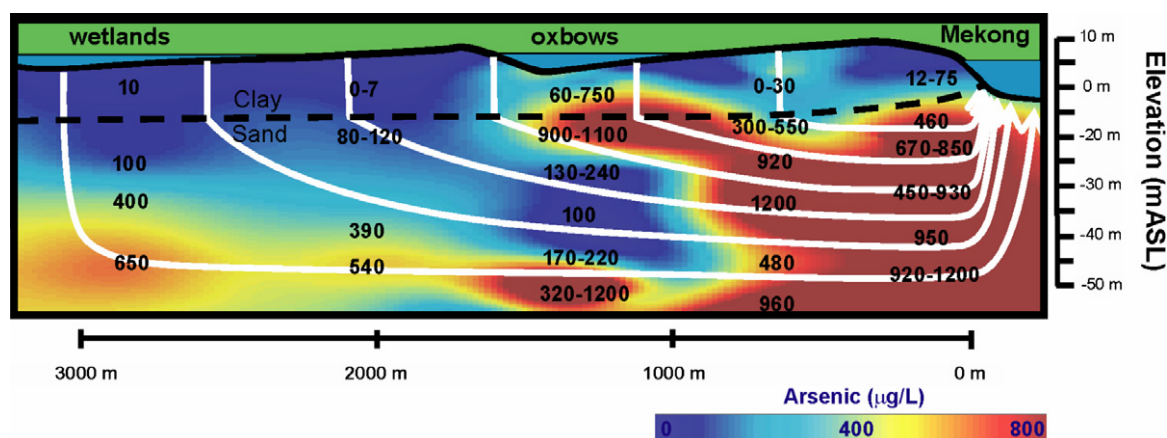 wetlands oxbows Mekong
10 m
10 0-7 60-750 0-30 12-75
0 m
Clay
Sand
80-120 900-1100 300-550 460
-20 m
100 130-240 920 670-850
-30 m
400 100 1200 450-930
390 950
-40 m
650 540 170-220 480 920-1200
-50 m
320-1200 960
Elevation (m ASL)
3000 m 2000 m 1000 m 0 m
Arsenic (µg/L)
0 400 800